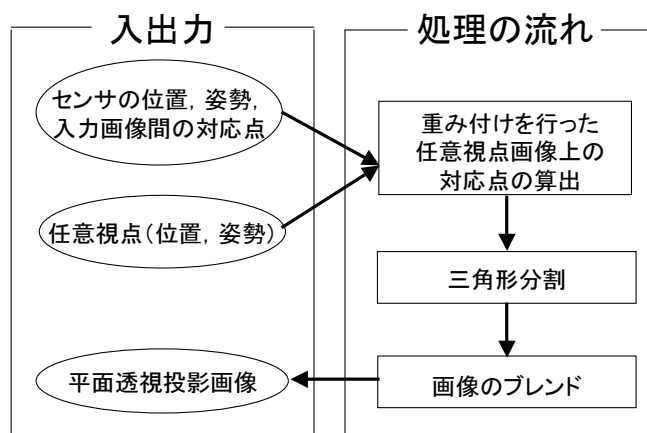 入出力
センサの位置，姿勢，
入力画像間の対応点
任意視点（位置，姿勢）
平面透視投影画像
処理の流れ
重み付けを行った
任意視点画像上の
対応点の算出
三角形分割
画像のブレンド